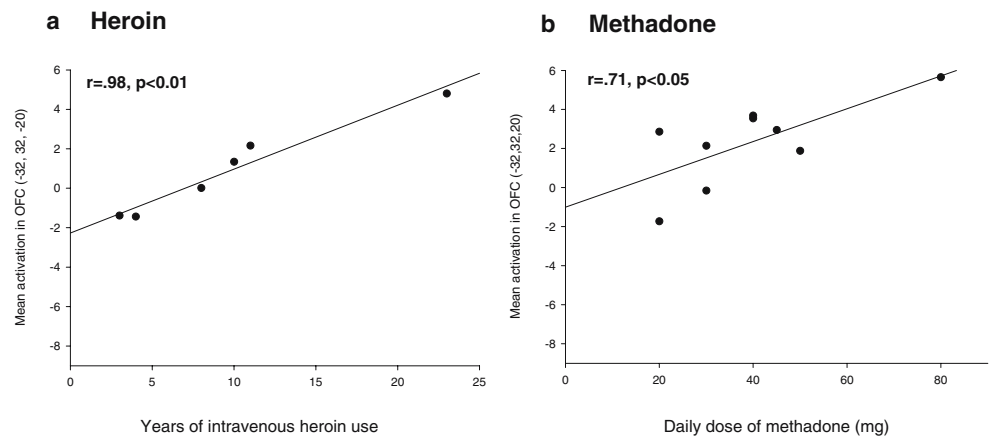 a Heroin
r=.98, p<0.01
Mean activation in OFC (-32, 32, -20)
6
4
2
0
-2
-4
-6
-8
0 5 10 15 20 25
Years of intravenous heroin use
b Methadone
r=.71, p<0.05
Mean activation in OFC (-32,32,20)
6
4
2
0
-2
-4
-6
-8
0 20 40 60 80
Daily dose of methadone (mg)